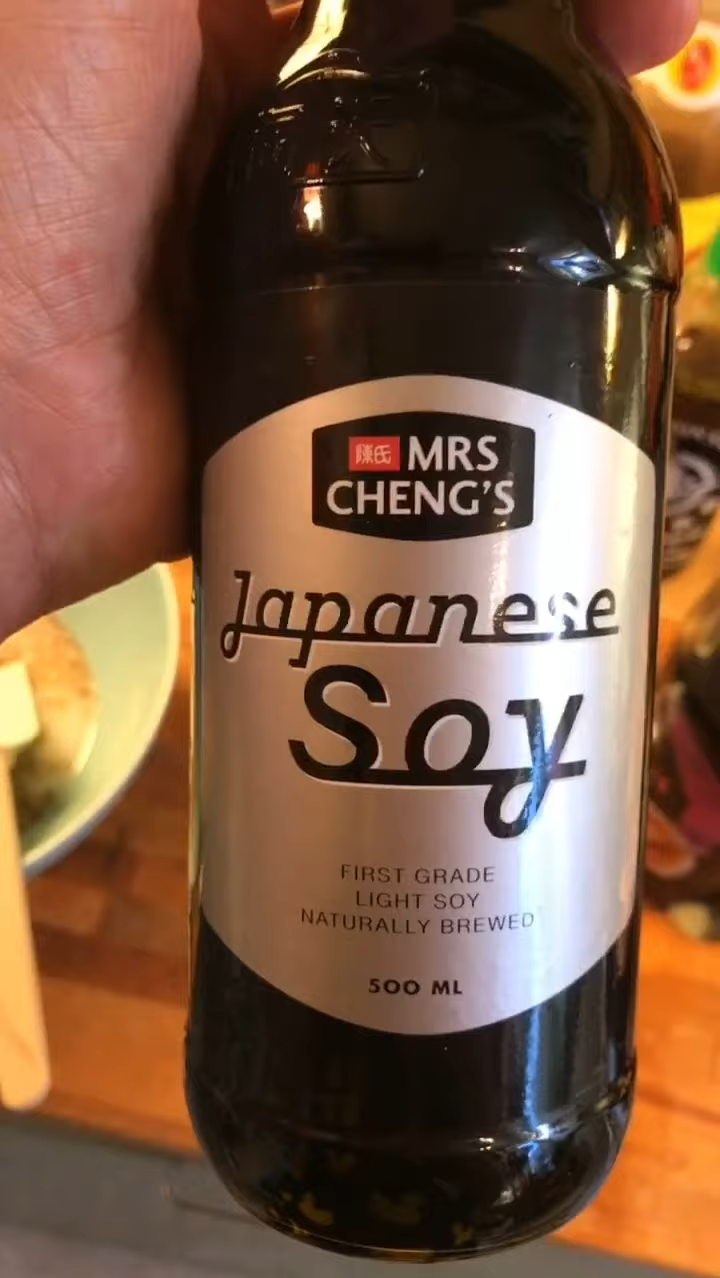 陳氏 MRS
CHENG'S
Japanese
Soy
FIRST GRADE
LIGHT SOY
NATURALLY BREWED
500 ML